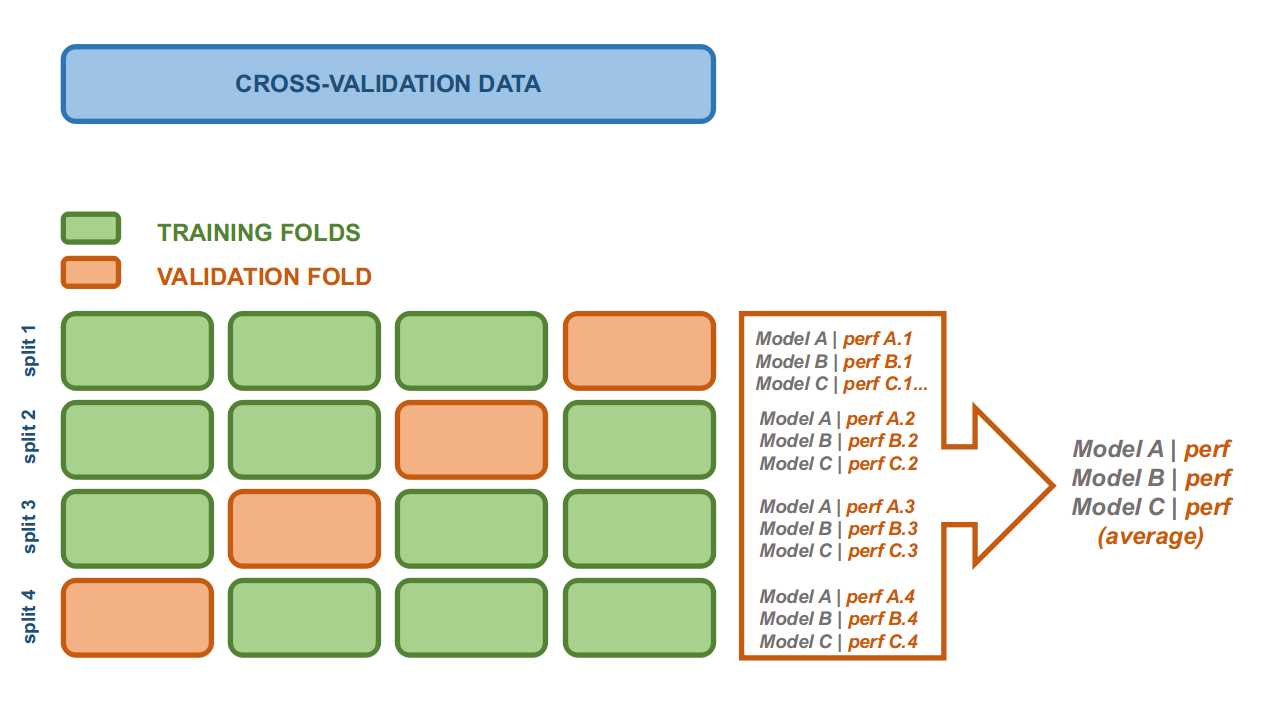 CROSS-VALIDATION DATA
TRAINING FOLDS
VALIDATION FOLD
split 1
Model A | perf A.1
Model B | perf B.1
Model C | perf C.1...
split 2
Model A | perf A.2
Model B | perf B.2
Model C | perf C.2
split 3
Model A | perf A.3
Model B | perf B.3
Model C | perf C.3
split 4
Model A | perf A.4
Model B | perf B.4
Model C | perf C.4
Model A | perf
Model B | perf
Model C | perf
(average)